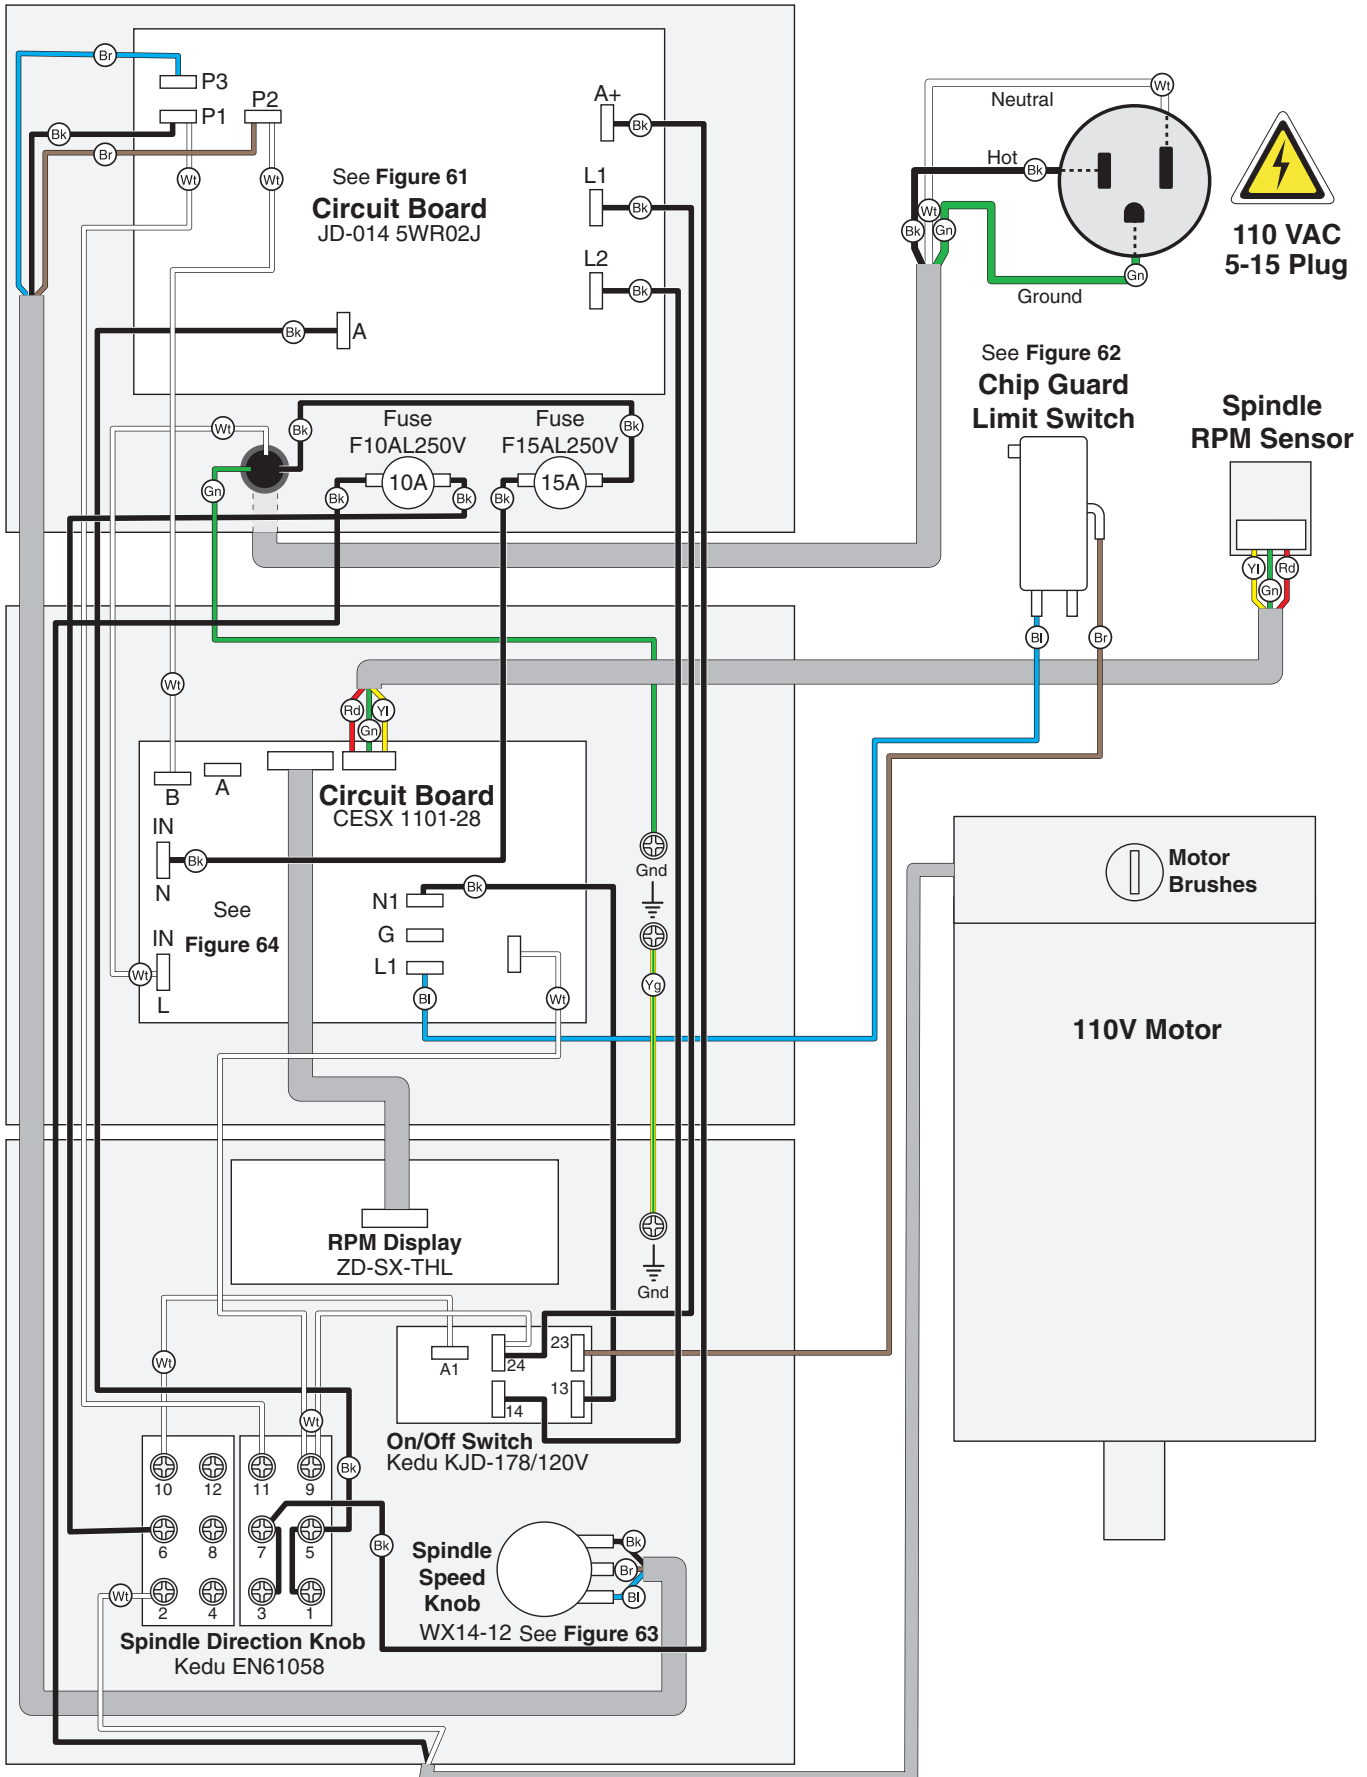 Br
P3
P1
P2
Bk
Br
Wt
Wt
See Figure 61
Circuit Board
JD-014 5WR02J
A+
Bk
L1
Bk
L2
Bk
Bk
A
Neutral
Wt
Hot
Bk
Wt
Bk
Gn
Gn
Ground
110 VAC
5-15 Plug
See Figure 62
Chip Guard
Limit Switch
Spindle
RPM Sensor
Wt
Bk
Fuse
F10AL250V
Fuse
F15AL250V
Bk
Gn
Bk
10A
Bk
Bk
15A
Yl
Rd
Gn
Bl
Br
Wt
Rd
Yl
Gn
B
A
Circuit Board
CESX 1101-28
IN
Bk
N
See
Figure 64
IN
Wt
L
N1
Bk
G
L1
Bl
Wt
Gnd
Yg
Motor
Brushes
110V Motor
RPM Display
ZD-SX-THL
Gnd
Wt
A1
24
23
13
14
Wt
On/Off Switch
Kedu KJD-178/120V
10
12
11
9
Bk
6
8
7
5
Bk
Wt
2
4
3
1
Spindle
Speed
Knob
WX14-12 See Figure 63
Bk
Br
Bl
Spindle Direction Knob
Kedu EN61058